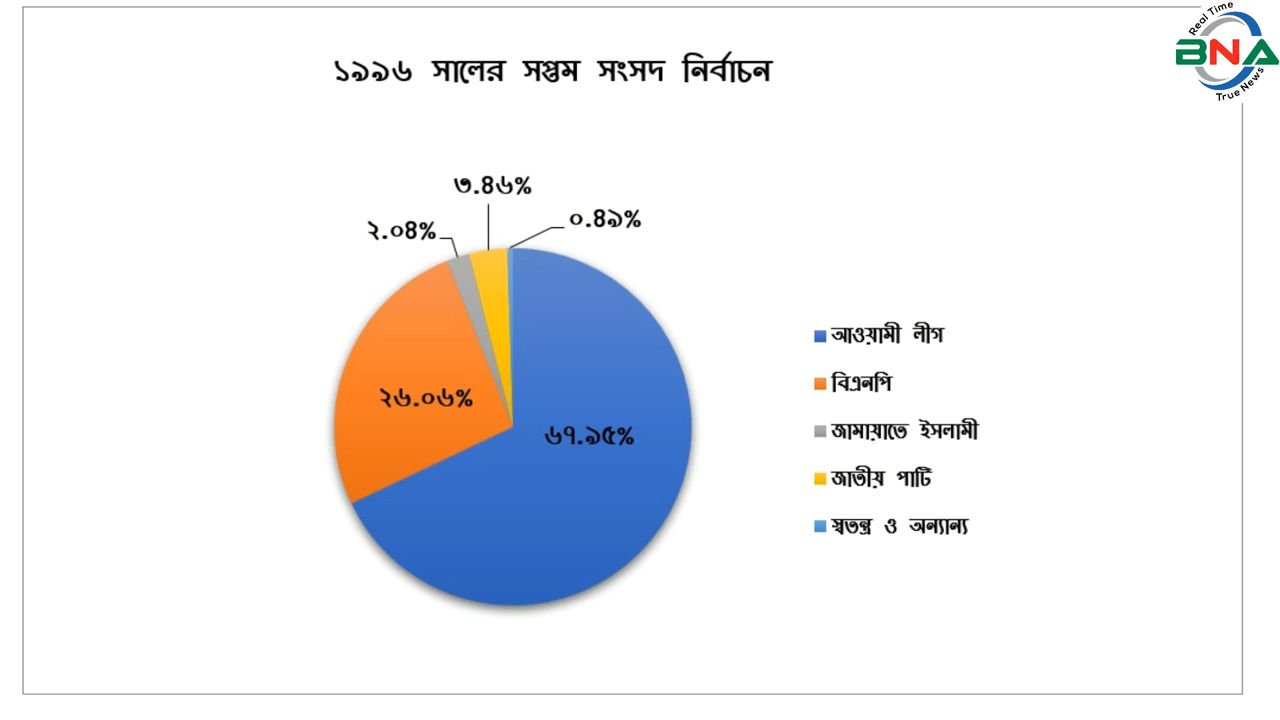 Real Time
BNA
True News
১৯৯৬ সালের সপ্তম সংসদ নির্বাচন
৩.৪৬%
০.৪৯%
২.০৪%
২৬.০৬%
৬৭.৯৫%
আওয়ামী লীগ
বিএনপি
জামায়াতে ইসলামী
জাতীয় পার্টি
স্বতন্ত্র ও অন্যান্য